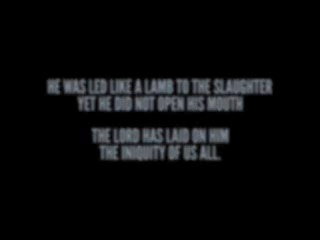 HE WAS LED LIKE A LAMB TO THE SLAUGHTER
YET HE DID NOT OPEN HIS MOUTH
THE LORD HAS LAID ON HIM
THE INIQUITY OF US ALL.